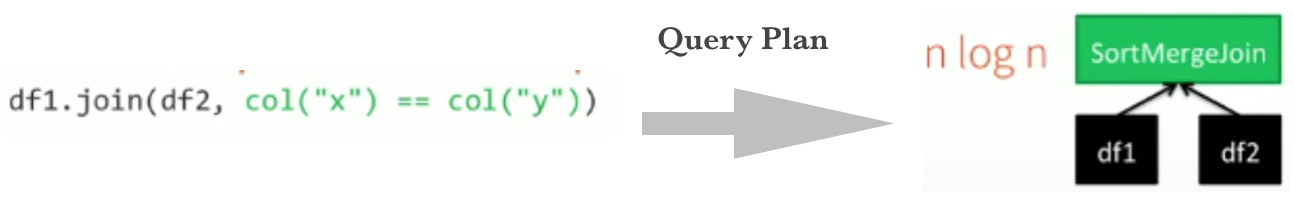 df1.join(df2, col("x") == col("y"))
Query Plan
n log n
SortMergeJoin
df1
df2